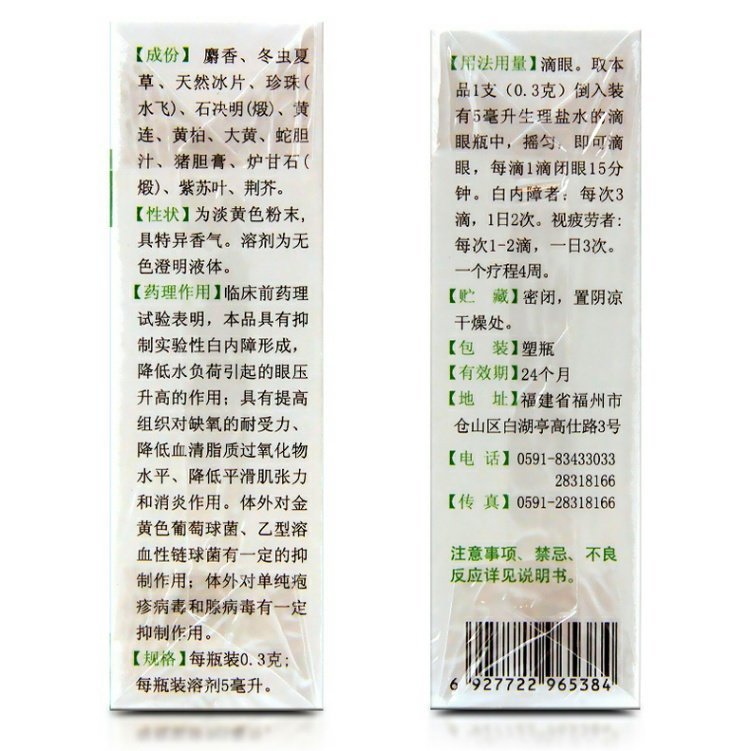 【成份】麝香、冬虫夏
草、天然冰片、珍珠(
水飞)、石决明(煅)、黄
连、黄柏、大黄、蛇胆
汁、猪胆膏、炉甘石(
煅)、紫苏叶、荆芥。
【性状】为淡黄色粉末，
具特异香气。溶剂为无
色澄明液体。
【药理作用】临床前药理
试验表明，本品具有抑
制实验性白内障形成，
降低水负荷引起的眼压
升高的作用；具有提高
组织对缺氧的耐受力、
降低血清脂质过氧化物
水平、降低平滑肌张力
和消炎作用。体外对金
黄色葡萄球菌、乙型溶
血性链球菌有一定的抑
制作用；体外对单纯疱
疹病毒和腺病毒有一定
抑制作用。
【规格】每瓶装0.3克；
每瓶装溶剂5毫升。
【用法用量】滴眼。取本
品1支（0.3克）倒入装
有5毫升生理盐水的滴
眼瓶中，摇匀，即可滴
眼，每滴1滴闭眼15分
钟。白内障者：每次3
滴，1日2次。视疲劳者：
每次1-2滴，一日3次。
一个疗程4周。
【贮 藏】密闭，置阴凉
干燥处。
【包 装】塑瓶
【有效期】24个月
【地 址】福建省福州市
仓山区白湖亭高仕路3号
【电 话】0591-83433033
28318166
【传 真】0591-28318166
注意事项、禁忌、不良
反应详见说明书。
6 927722 965384